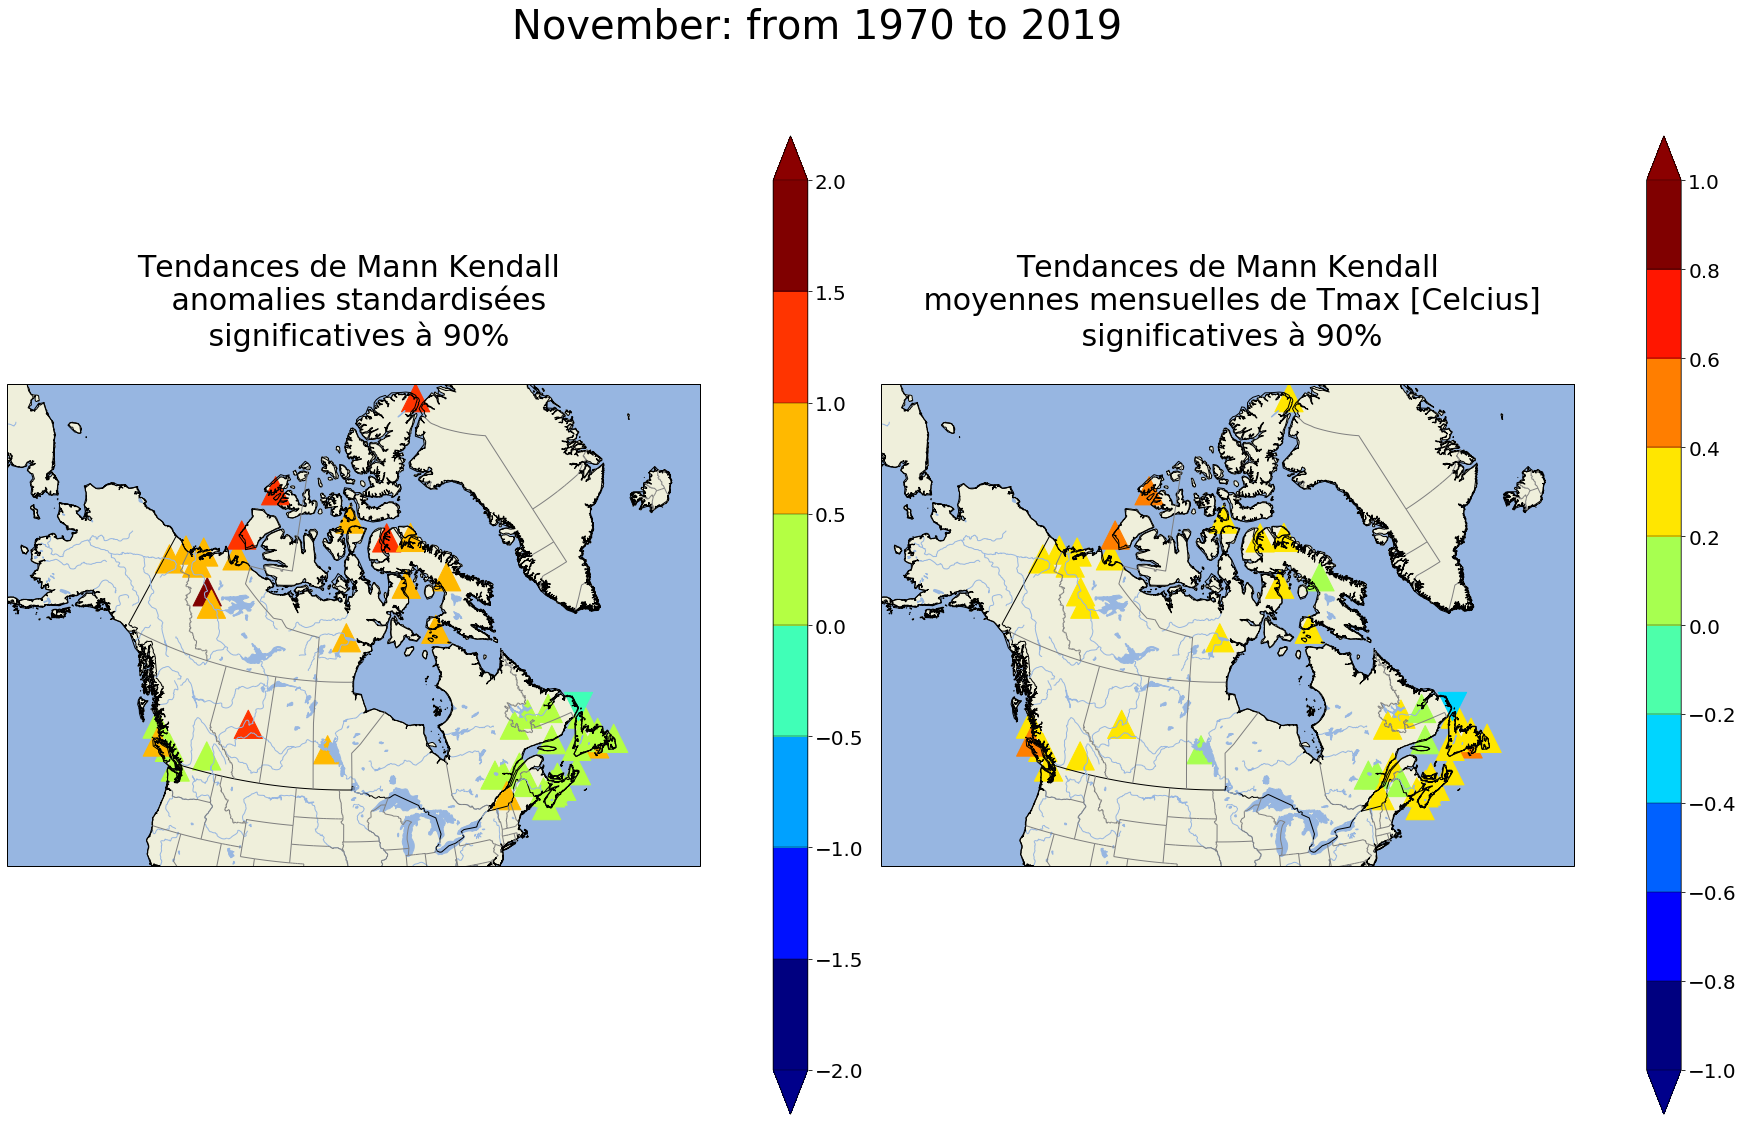 November: from 1970 to 2019
Tendances de Mann Kendall
anomalies standardisées
significatives à 90%
2.0
1.5
1.0
0.5
0.0
−0.5
−1.0
−1.5
−2.0
Tendances de Mann Kendall
moyennes mensuelles de Tmax [Celcius]
significatives à 90%
1.0
0.8
0.6
0.4
0.2
0.0
−0.2
−0.4
−0.6
−0.8
−1.0